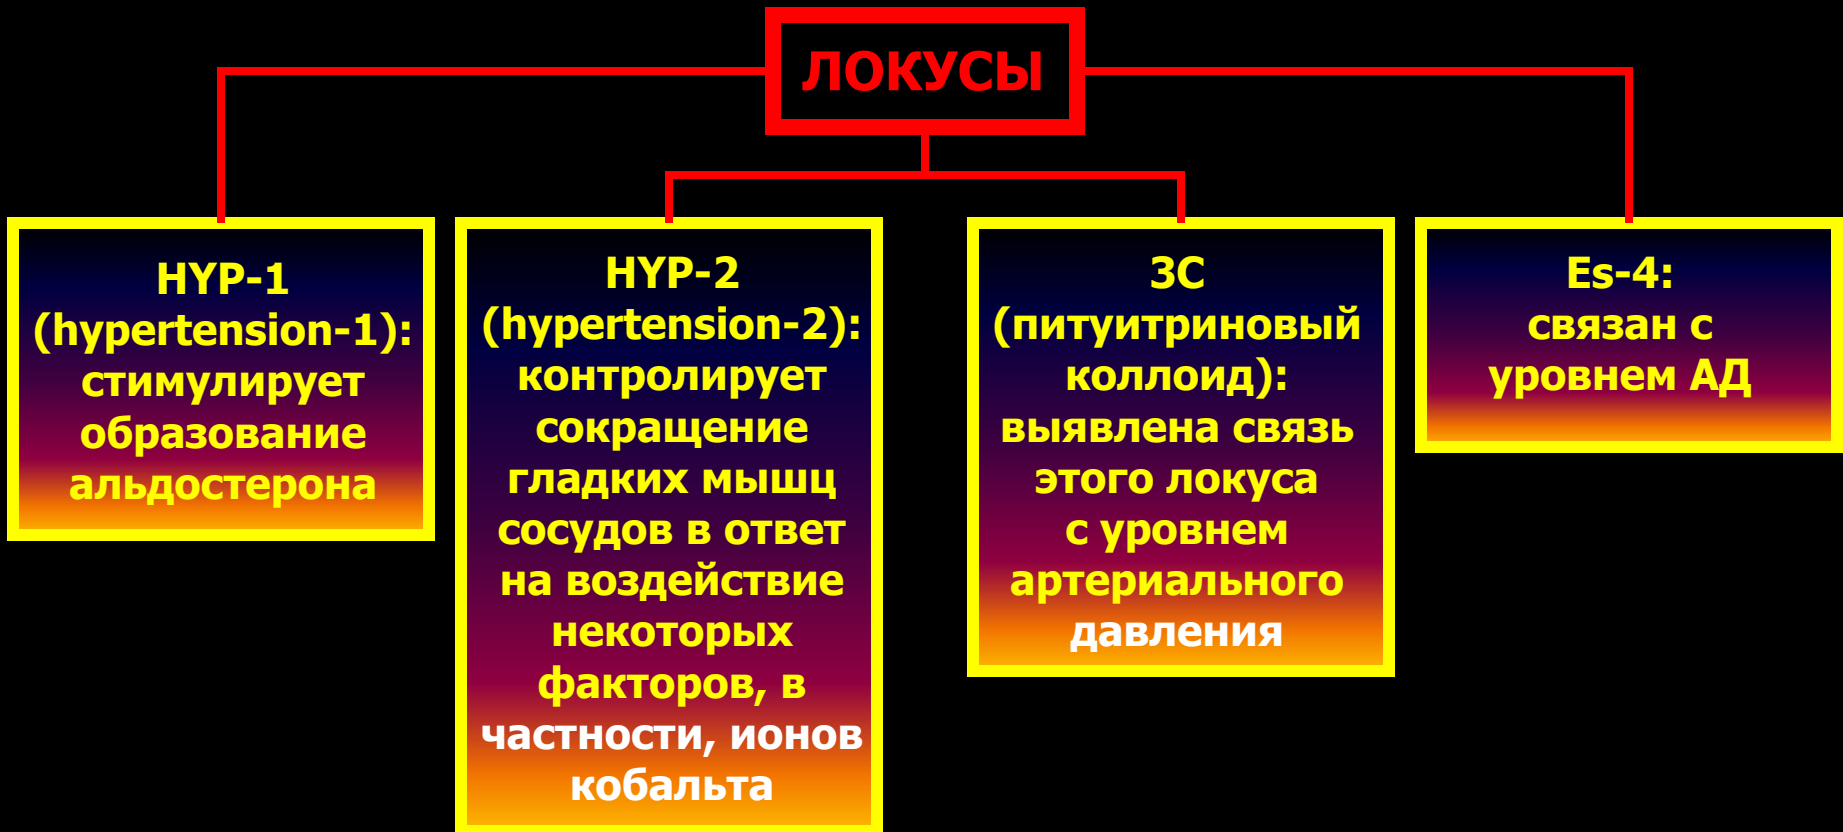 ЛОКУСЫ
HYP-1
(hypertension-1):
стимулирует
образование
альдостерона
HYP-2
(hypertension-2):
контролирует
сокращение
гладких мышц
сосудов в ответ
на воздействие
некоторых
факторов, в
частности, ионов
кобальта
3С
(питуитриновый
коллоид):
выявлена связь
этого локуса
с уровнем
артериального
давления
Es-4:
связан с
уровнем АД